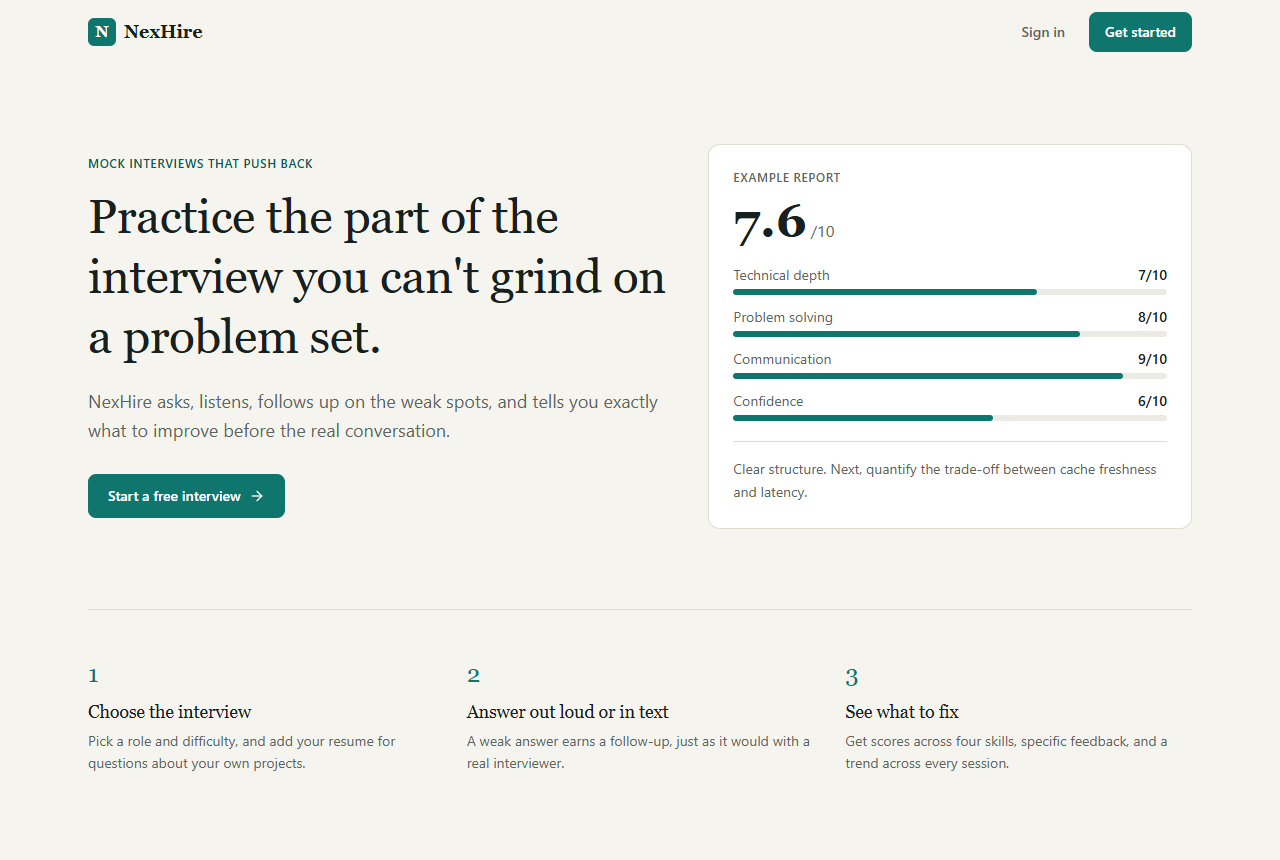 N NexHire
Sign in
Get started
MOCK INTERVIEWS THAT PUSH BACK
Practice the part of the
interview you can't grind on
a problem set.
NexHire asks, listens, follows up on the weak spots, and tells you exactly
what to improve before the real conversation.
Start a free interview →
EXAMPLE REPORT
7.6 /10
Technical depth 7/10
Problem solving 8/10
Communication 9/10
Confidence 6/10
Clear structure. Next, quantify the trade-off between cache freshness
and latency.
1
Choose the interview
Pick a role and difficulty, and add your resume for
questions about your own projects.
2
Answer out loud or in text
A weak answer earns a follow-up, just as it would with a
real interviewer.
3
See what to fix
Get scores across four skills, specific feedback, and a
trend across every session.